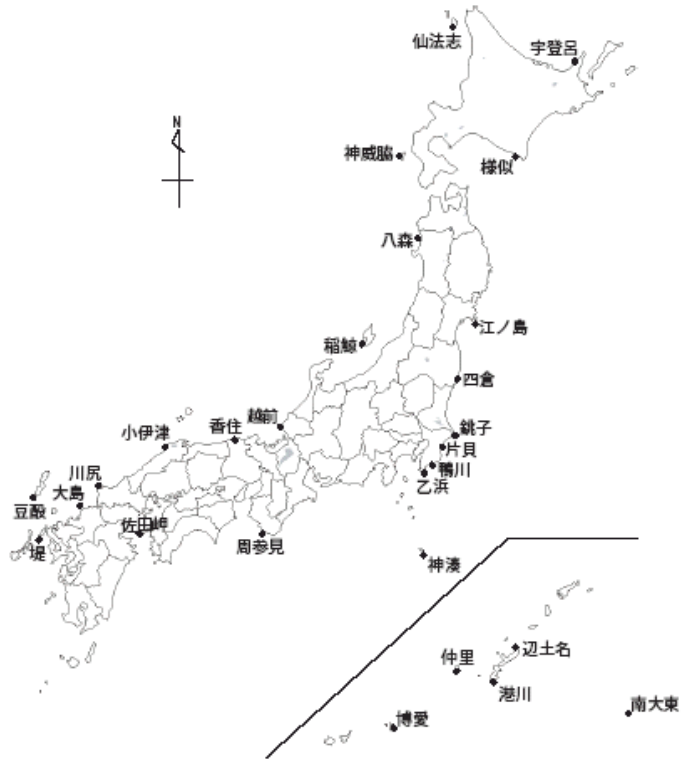 仙法志
宇登呂
N
神威脇
様似
八森
江ノ島
稲鯨
四倉
越前
銚子
香住
小伊津
片貝
鴨川
川尻
乙浜
大島
豆酘
佐田岬
周参見
堤
神湊
辺土名
仲里
港川
南大東
博愛